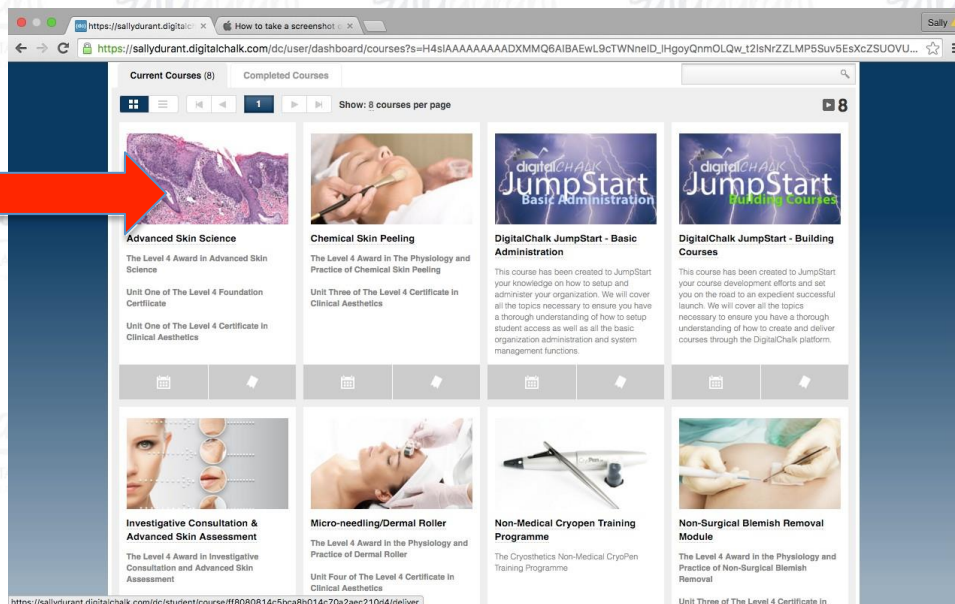 https://sallydurant.digitalc
How to take a screenshot o
Sally
https://sallydurant.digitalchalk.com/dc/user/dashboard/courses?s=
Current Courses (8)
Completed Courses
1
Show: 8 courses per page
8
digitalCHALK
JumpStart
Basic Administration
digitalCHALK
JumpStart
Building Courses
Advanced Skin Science
The Level 4 Award in Advanced Skin
Science
Unit One of The Level 4 Foundation
Certfiicate
Unit One of The Level 4 Certificate in
Clinical Aesthetics
Chemical Skin Peeling
The Level 4 Award in The Physiology and
Practice of Chemical Skin Peeling
Unit Three of The Level 4 Certificate in
Clinical Aesthetics
DigitalChalk JumpStart - Basic
Administration
This course has been created to JumpStart
your knowledge on how to setup and
administer your organization. We will cover
all the topics necessary to ensure you have
a thorough understanding of how to setup
student access as well as all the basic
organization administration and system
management functions.
DigitalChalk JumpStart - Building
Courses
This course has been created to JumpStart
your course development efforts and set
you on the road to an expedient successful
launch. We will cover all the topics
necessary to ensure you have a thorough
understanding of how to create and deliver
courses through the DigitalChalk platform.
Investigative Consultation &
Advanced Skin Assessment
The Level 4 Award in Investigative
Consultation and Advanced Skin
Assessment
Micro-needling/Dermal Roller
The Level 4 Award in the Physiology and
Practice of Dermal Roller
Unit Four of The Level 4 Certificate in
Clinical Aesthetics
Non-Medical Cryopen Training
Programme
The Cryosthetics Non-Medical CryoPen
Training Programme
Non-Surgical Blemish Removal
Module
The Level 4 Award in the Physiology and
Practice of Non-Surgical Blemish
Removal
Unit Three of The Level 4 Certificate in
https://sallydurant.digitalchalk.com/dc/student/course/ff8080814c5bca8b014c70a2aec210d4/deliver